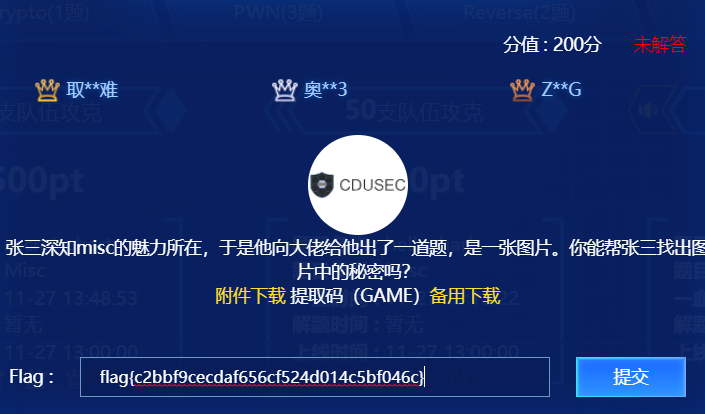 rypto(1题) PWN(3题) Reverse(2题)
分值 : 200分 未解答
取**难 奥**3 Z**G
支队伍攻克 50支队伍攻克
500pt 0pt
CDUSEC
张三深知misc的魅力所在，于是他向大佬给他出了一道题，是一张图片。你能帮张三找出图
片中的秘密吗？
Misc
附件下载 提取码（GAME）备用下载
11-27 13:48:53
暂无 解题时间 :
11-27 13:00:00 上线时间 : 11-27 13:00:00
Flag : flag{c2bbf9cecdaf656cf524d014c5bf046c} 提交